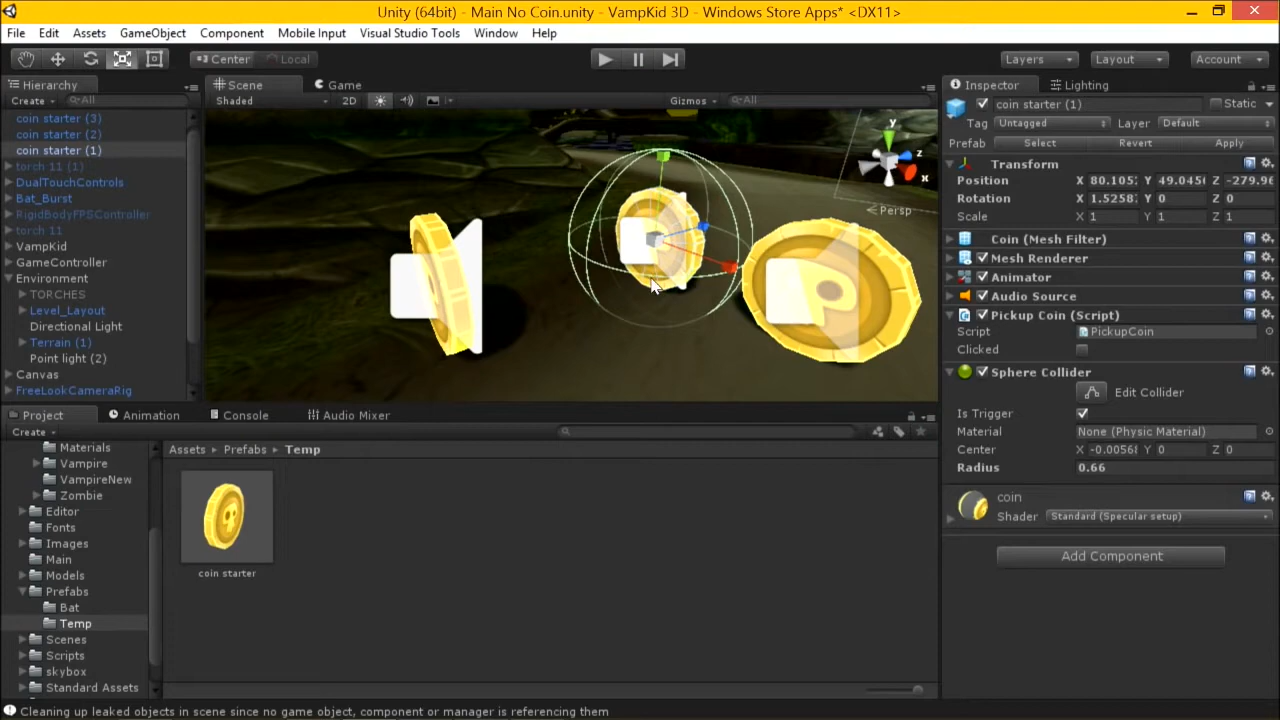 Unity (64bit) - Main No Coin.unity - VampKid 3D - Windows Store Apps* <DX11>
File Edit Assets GameObject Component Mobile Input Visual Studio Tools Window Help
Center Local Layers Layout Account
Hierarchy Scene Game Inspector Lighting
Create All Shaded 2D Gizmos All
coin starter (1) Static
Tag Untagged Layer Default
Prefab Select Revert Apply
coin starter (3)
coin starter (2)
coin starter (1)
torch 11 (1)
DualTouchControls
Bat_Burst
RigidBodyFPSController
torch 11
VampKid
GameController
Environment
TORCHES
Level_Layout
Directional Light
Terrain (1)
Point light (2)
Canvas
FreeLookCameraRig
y
z
x
Persp
Transform
Position X 80.105 Y 49.045 Z -279.96
Rotation X 1.5258 Y 0 Z 0
Scale X 1 Y 1 Z 1
Coin (Mesh Filter)
Mesh Renderer
Animator
Audio Source
Pickup Coin (Script)
Script PickupCoin
Clicked
Sphere Collider
Edit Collider
Is Trigger
Material None (Physic Material)
Center X -0.0056 Y 0 Z 0
Radius 0.66
coin
Shader Standard (Specular setup)
Add Component
Project Animation Console Audio Mixer
Create
Materials
Vampire
VampireNew
Zombie
Editor
Fonts
Images
Main
Models
Prefabs
Bat
Temp
Scenes
Scripts
skybox
Standard Assets
Assets Prefabs Temp
coin starter
Cleaning up leaked objects in scene since no game object, component or manager is referencing them